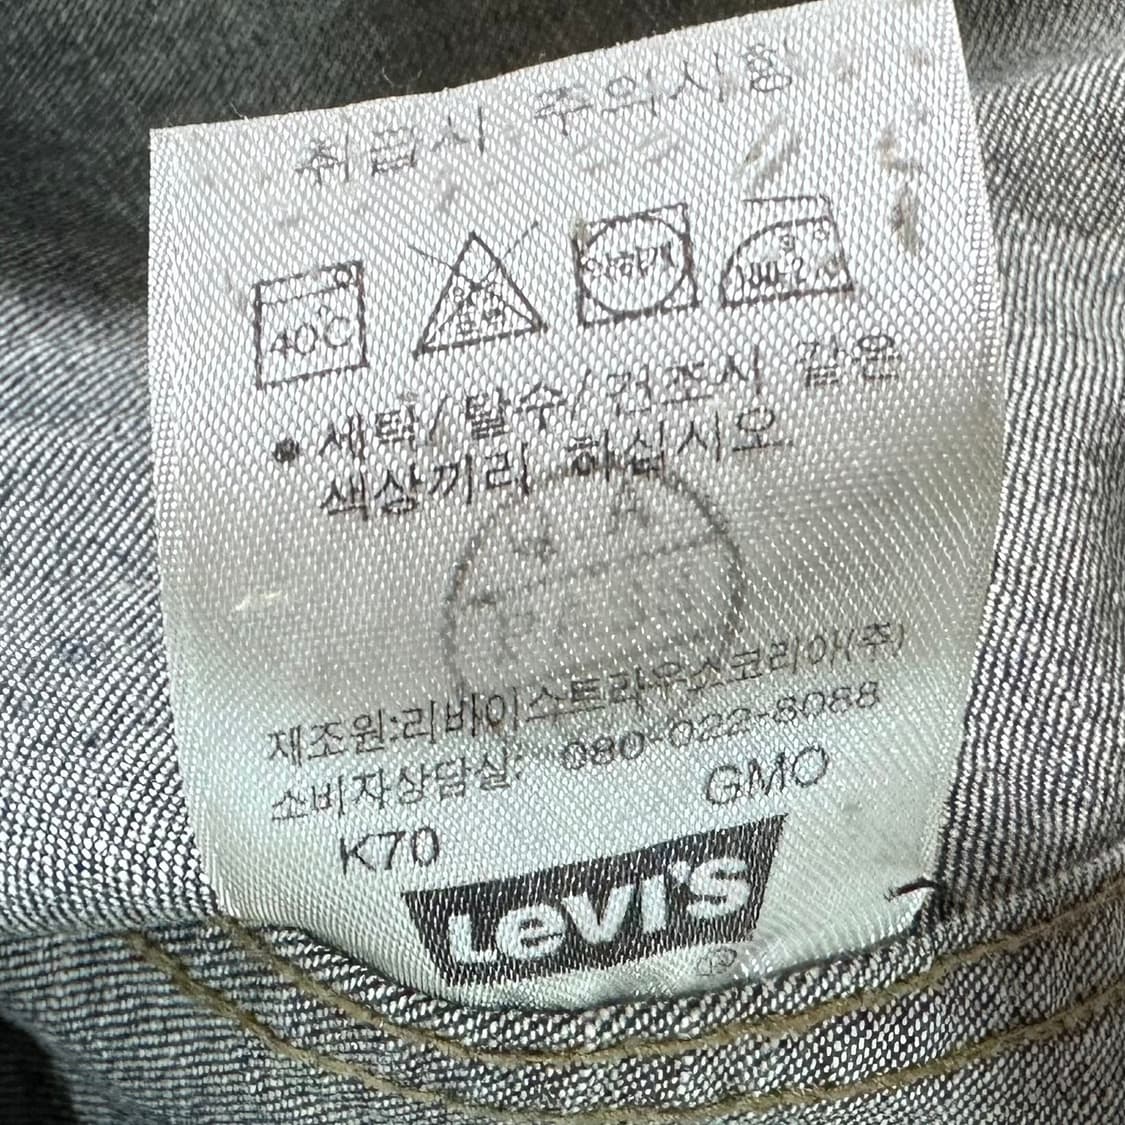 취급시 주의사항
40℃
● 세탁/탈수/건조시 같은
색상끼리 하십시오
제조원:리바이스트라우스코리아(주)
소비자상담실: 080-022-8088
GMO
K70
Levi's